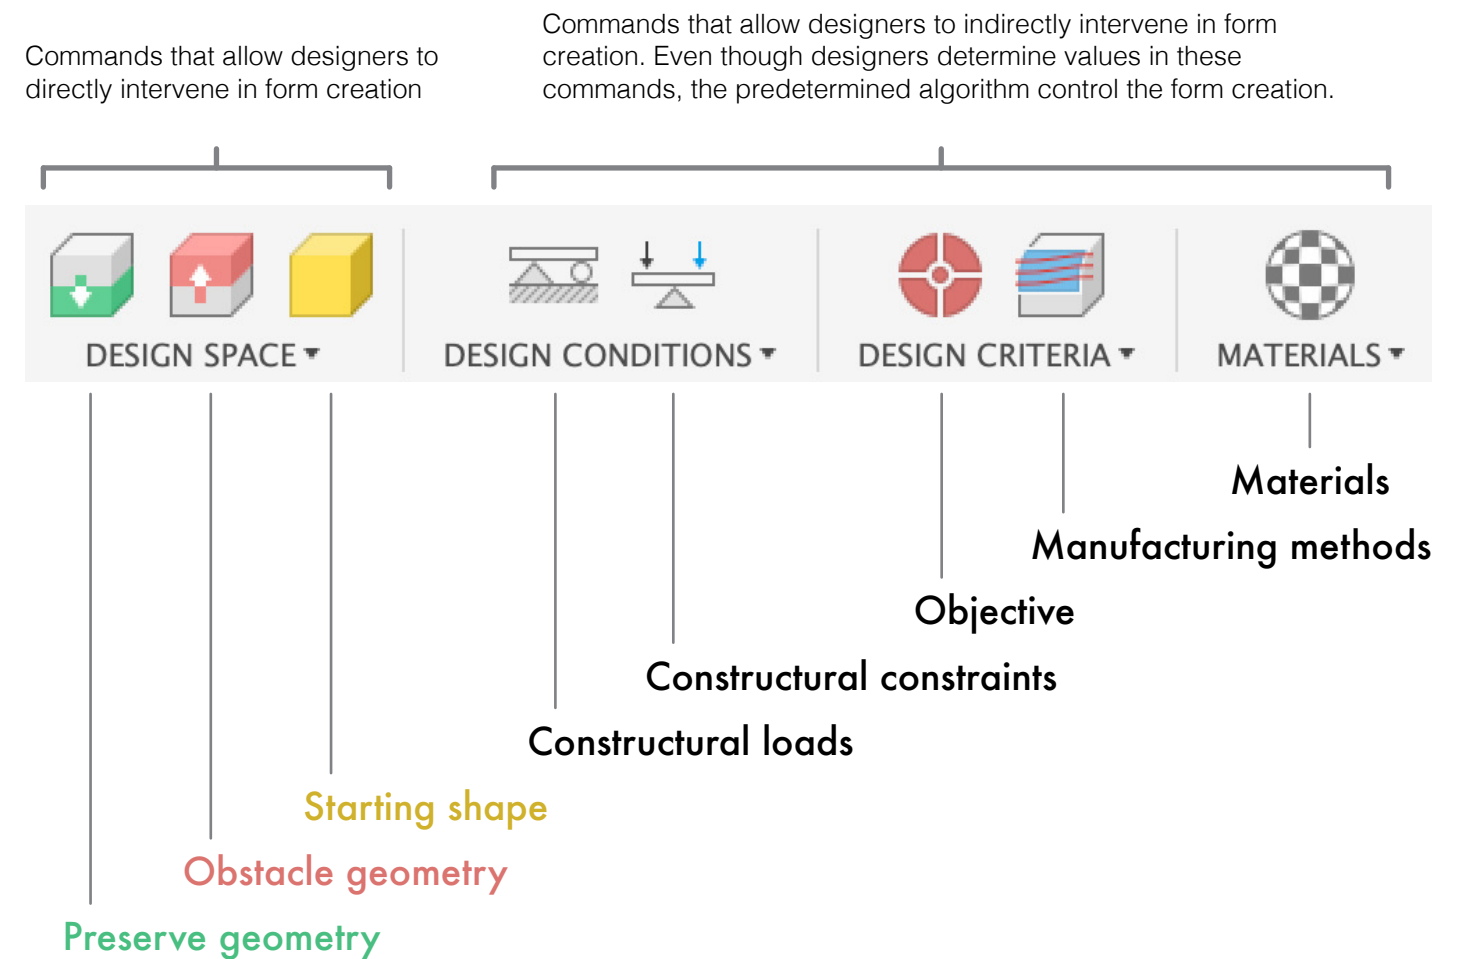 Commands that allow designers to
directly intervene in form creation
Commands that allow designers to indirectly intervene in form
creation. Even though designers determine values in these
commands, the predetermined algorithm control the form creation.
DESIGN SPACE
DESIGN CONDITIONS
DESIGN CRITERIA
MATERIALS
Materials
Manufacturing methods
Objective
Constructural constraints
Constructural loads
Starting shape
Obstacle geometry
Preserve geometry